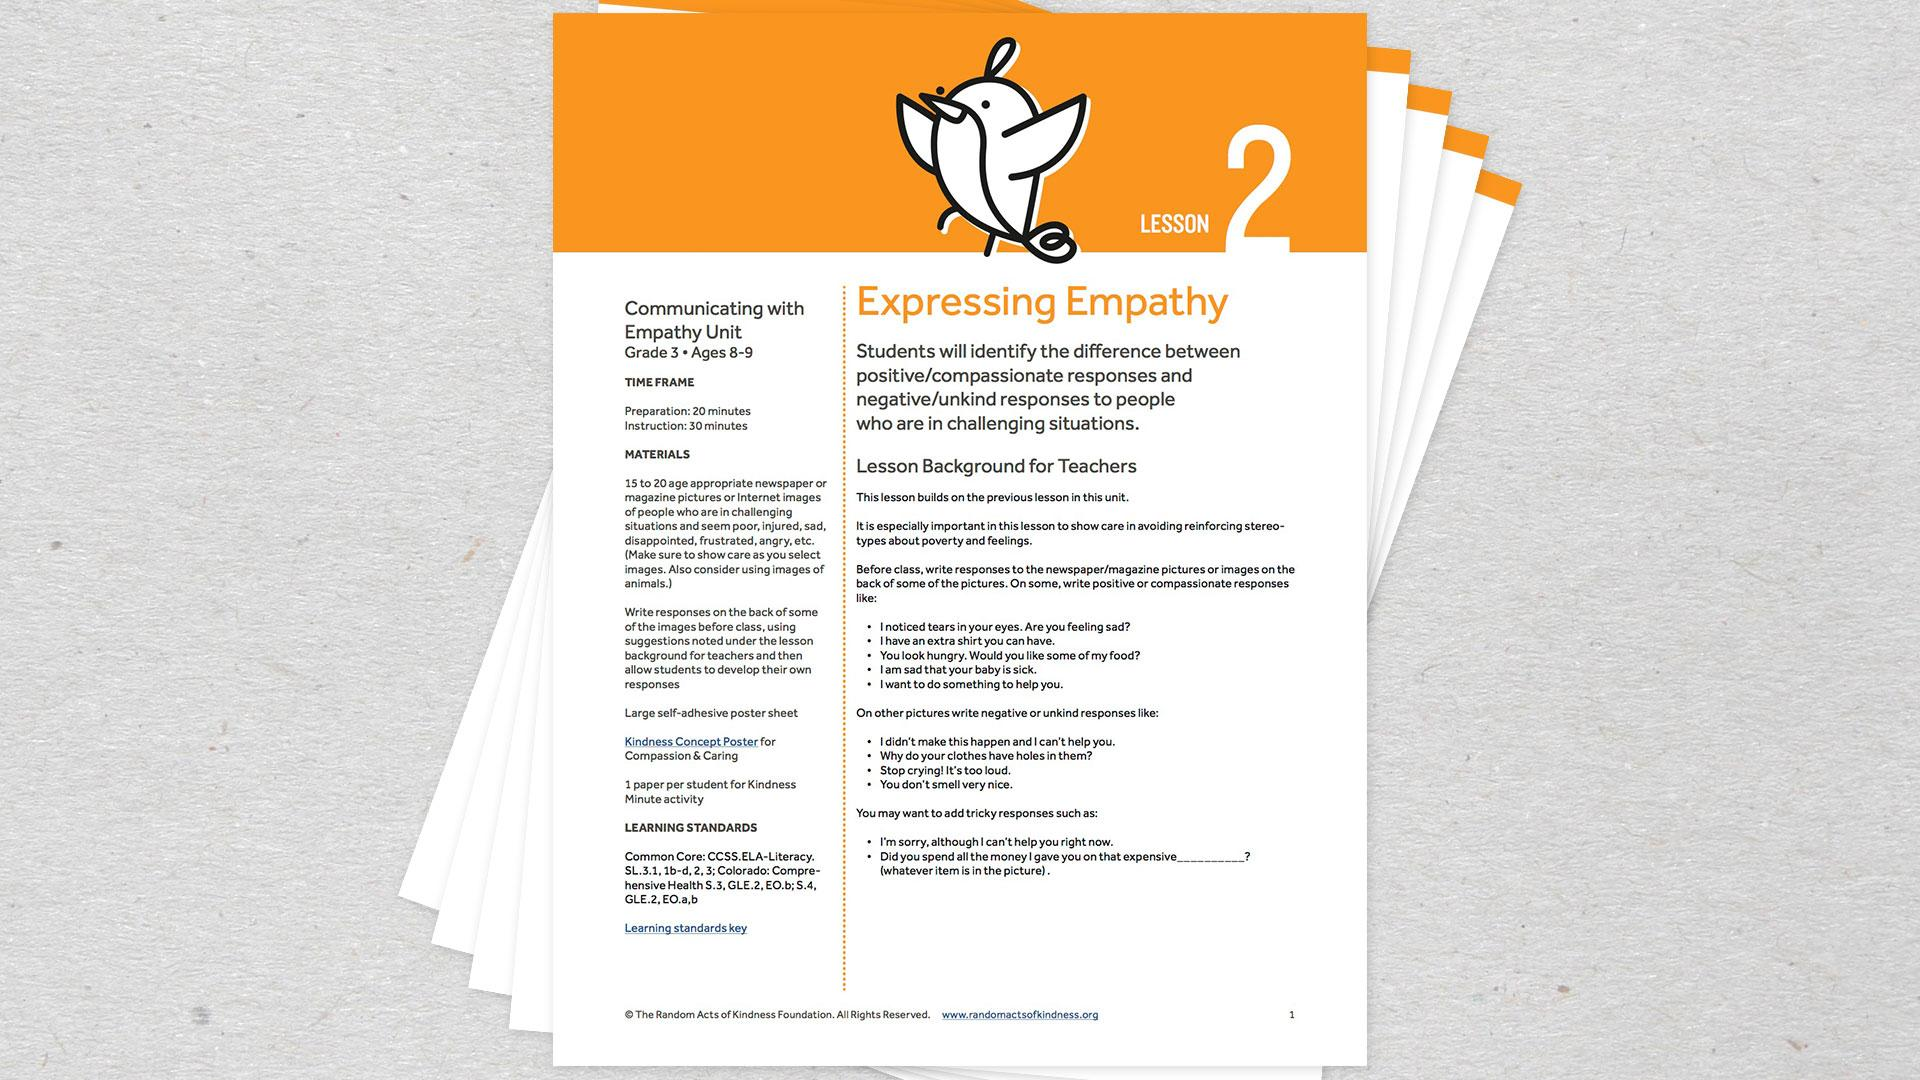 LESSON 2
Communicating with
Empathy Unit
Grade 3 • Ages 8-9
TIME FRAME
Preparation: 20 minutes
Instruction: 30 minutes
MATERIALS
15 to 20 age appropriate newspaper or
magazine pictures or Internet images
of people who are in challenging
situations and seem poor, injured, sad,
disappointed, frustrated, angry, etc.
(Make sure to show care as you select
images. Also consider using images of
animals.)
Write responses on the back of some
of the images before class, using
suggestions noted under the lesson
background for teachers and then
allow students to develop their own
responses
Large self-adhesive poster sheet
Kindness Concept Poster for
Compassion & Caring
1 paper per student for Kindness
Minute activity
LEARNING STANDARDS
Common Core: CCSS.ELA-Literacy.
SL.3.1, 1b-d, 2, 3; Colorado: Compre-
hensive Health S.3, GLE.2, EO.b; S.4,
GLE.2, EO.a,b
Learning standards key
Expressing Empathy
Students will identify the difference between
positive/compassionate responses and
negative/unkind responses to people
who are in challenging situations.
Lesson Background for Teachers
This lesson builds on the previous lesson in this unit.
It is especially important in this lesson to show care in avoiding reinforcing stereo-
types about poverty and feelings.
Before class, write responses to the newspaper/magazine pictures or images on the
back of some of the pictures. On some, write positive or compassionate responses
like:
• I noticed tears in your eyes. Are you feeling sad?
• I have an extra shirt you can have.
• You look hungry. Would you like some of my food?
• I am sad that your baby is sick.
• I want to do something to help you.
On other pictures write negative or unkind responses like:
• I didn't make this happen and I can't help you.
• Why do your clothes have holes in them?
• Stop crying! It's too loud.
• You don't smell very nice.
You may want to add tricky responses such as:
• I'm sorry, although I can't help you right now.
• Did you spend all the money I gave you on that expensive__________?
(whatever item is in the picture) .
© The Random Acts of Kindness Foundation. All Rights Reserved. www.randomactsofkindness.org 1